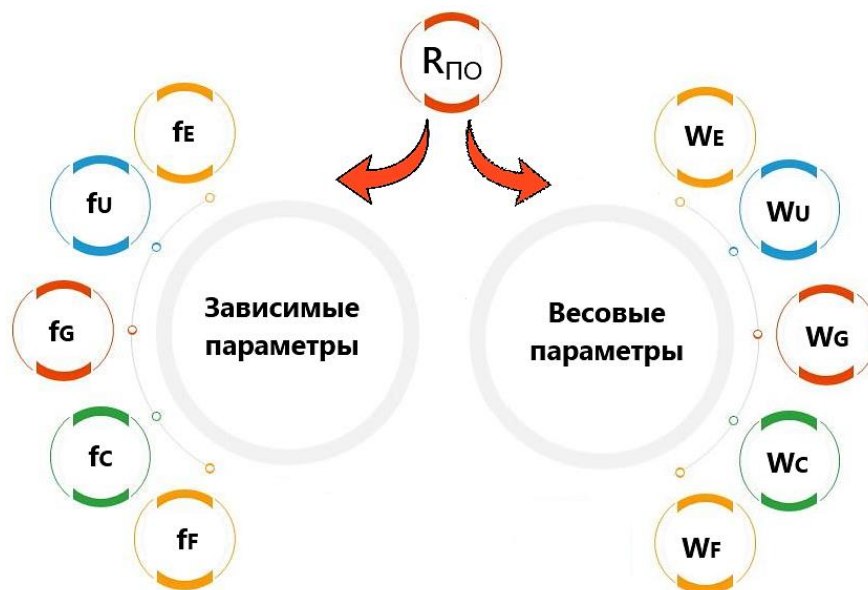 RПО
fE
fU
fG
fC
fF
Зависимые
параметры
Весовые
параметры
WE
WU
WG
WC
WF